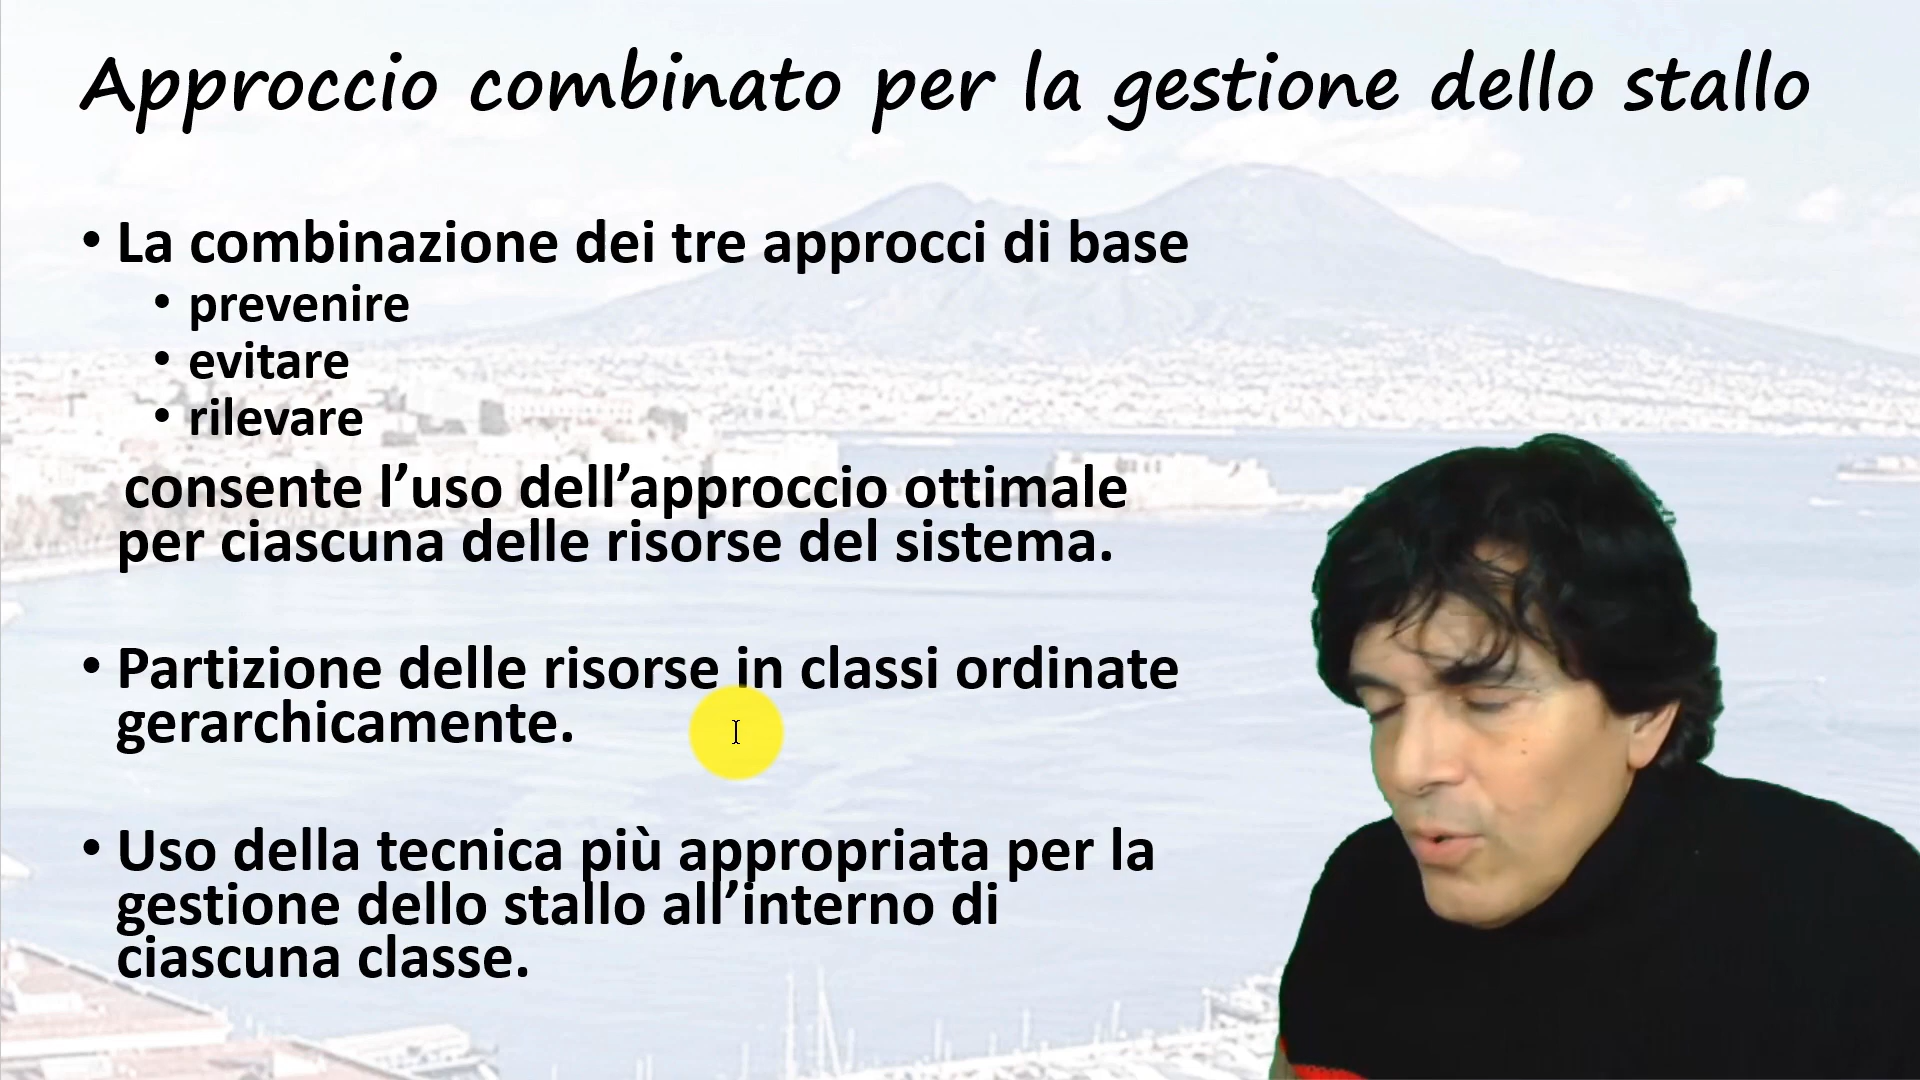 Approccio combinato per la gestione dello stallo
• La combinazione dei tre approcci di base
• prevenire
• evitare
• rilevare
consente l’uso dell’approccio ottimale
per ciascuna delle risorse del sistema.
• Partizione delle risorse in classi ordinate
gerarchicamente.
• Uso della tecnica più appropriata per la
gestione dello stallo all’interno di
ciascuna classe.